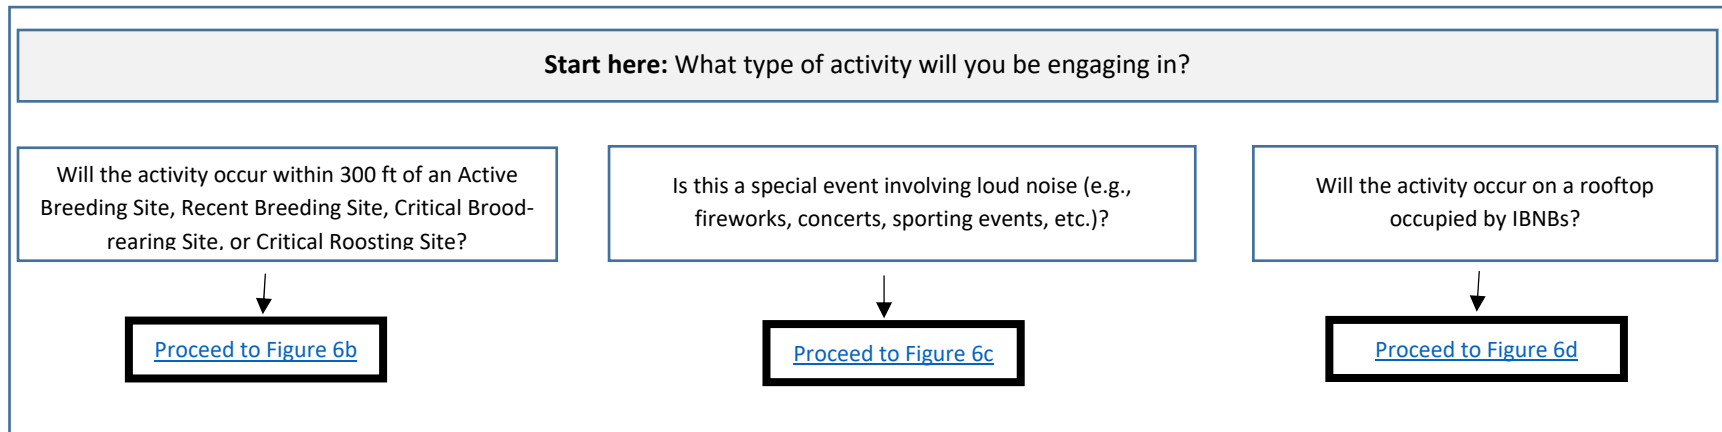 Start here: What type of activity will you be engaging in?
Will the activity occur within 300 ft of an Active
Breeding Site, Recent Breeding Site, Critical Brood-
rearing Site, or Critical Roosting Site?
Proceed to Figure 6b
Is this a special event involving loud noise (e.g.,
fireworks, concerts, sporting events, etc.)?
Proceed to Figure 6c
Will the activity occur on a rooftop
occupied by IBNBs?
Proceed to Figure 6d